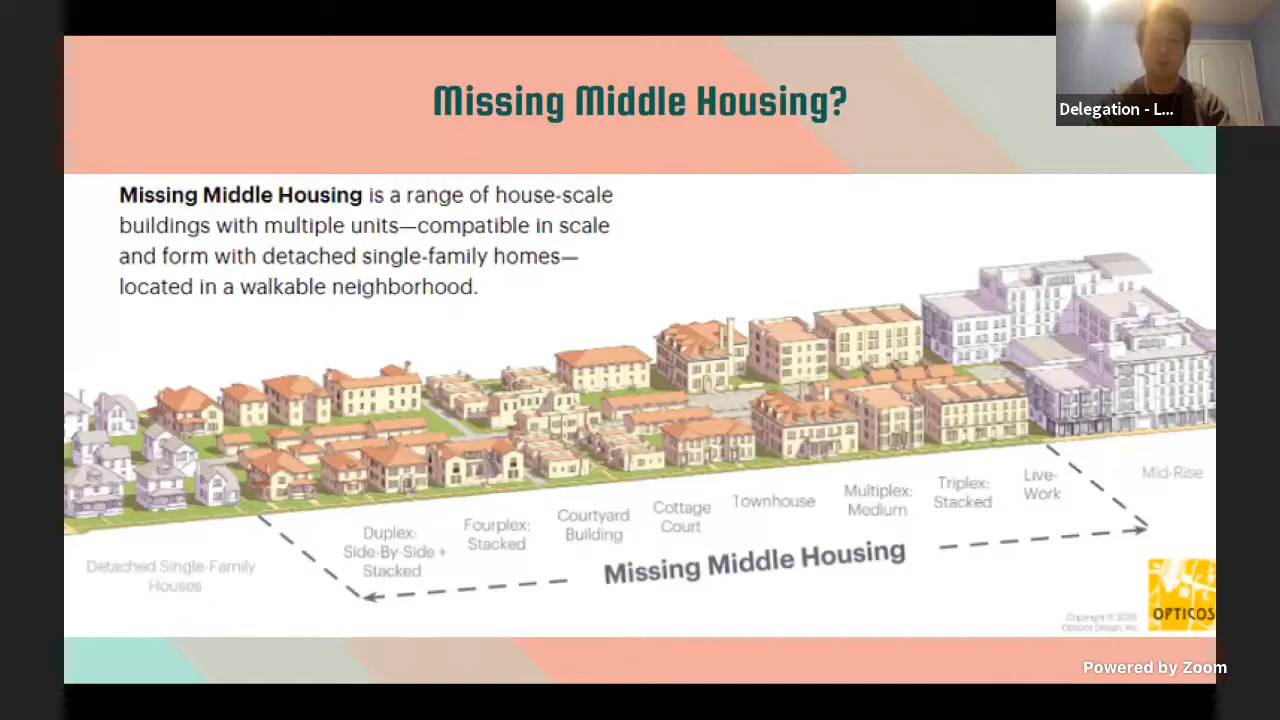 Missing Middle Housing?
Delegation - L...
Missing Middle Housing is a range of house-scale
buildings with multiple units—compatible in scale
and form with detached single-family homes—
located in a walkable neighborhood.
Detached Single-Family
Houses
Duplex:
Side-By-Side +
Stacked
Fourplex:
Stacked
Courtyard
Building
Cottage
Court
Townhouse
Multiplex:
Medium
Triplex:
Stacked
Live-
Work
Mid-Rise
Missing Middle Housing
OPTICOS
Opticos Design, Inc.
Powered by Zoom